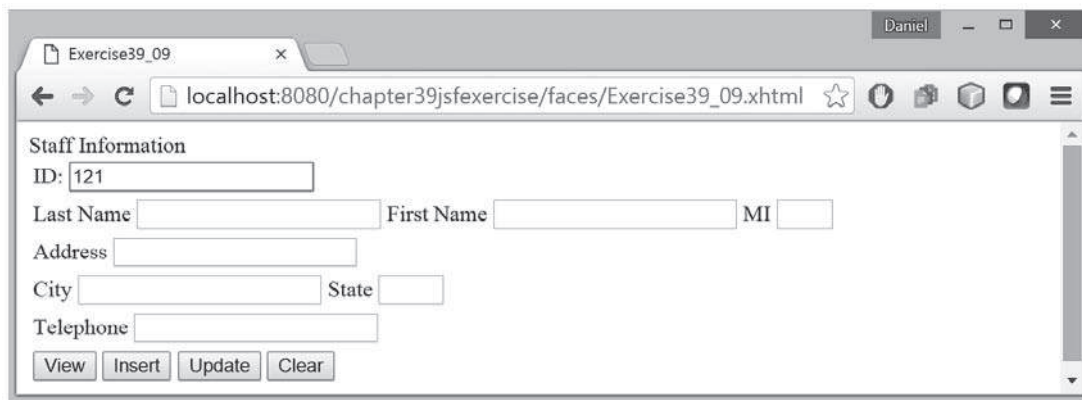 Daniel
Exercise39_09
localhost:8080/chapter39jsfexercise/faces/Exercise39_09.xhtml
Staff Information
ID: 121
Last Name First Name MI
Address
City State
Telephone
View Insert Update Clear